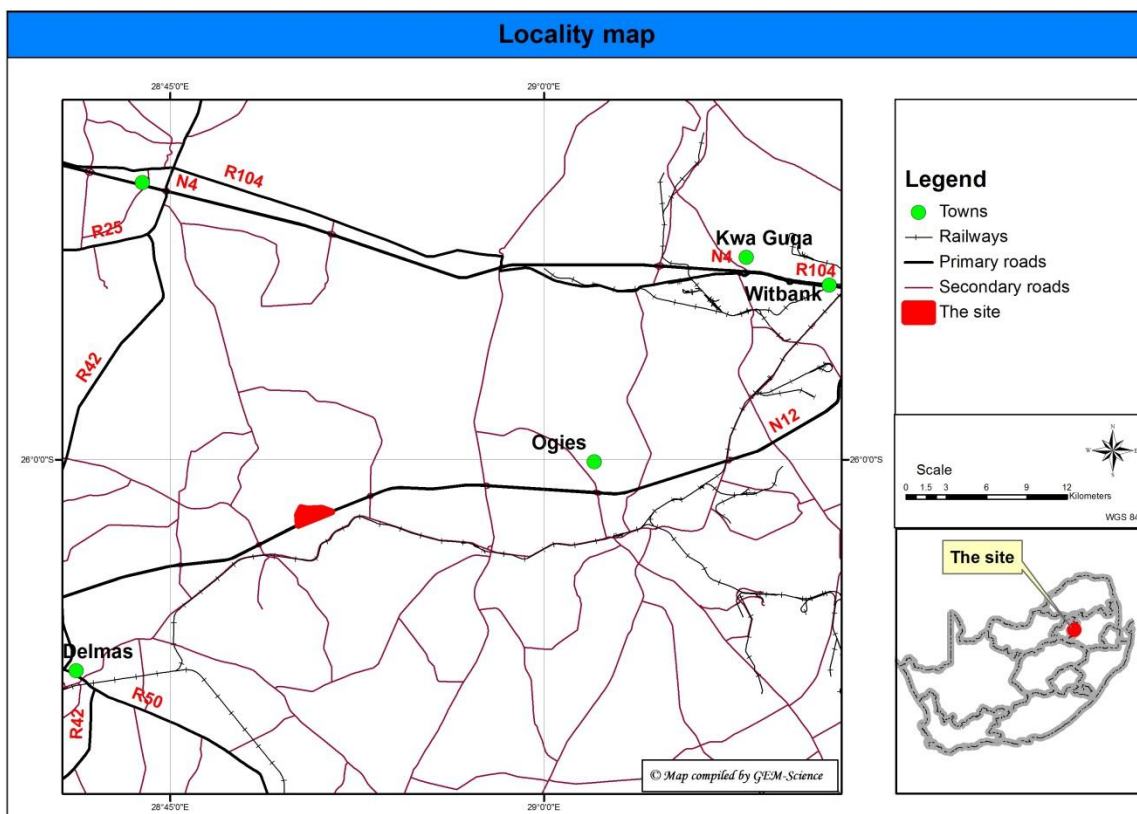 Locality map
28°45'0"E
29°0'0"E
R104
N4
R25
Kwa Guqa
N4
R104
Witbank
R42
N12
Ogies
26°0'0"S
26°0'0"S
Delmas
R50
R42
© Map compiled by GEM-Science
28°45'0"E
29°0'0"E
Legend
Towns
Railways
Primary roads
Secondary roads
The site
N
W E
S
Scale
0 1.5 3 6 9 12
Kilometers
WGS 84
The site